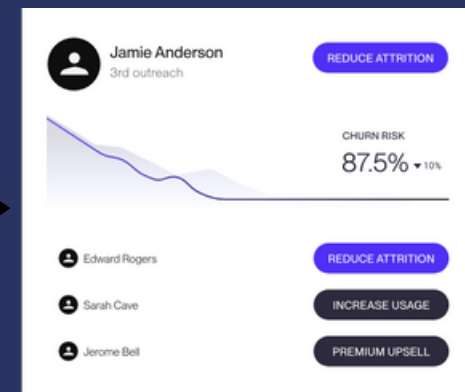 Jamie Anderson
3rd outreach
REDUCE ATTRITION
CHURN RISK
87.5% ▼ 10%
Edward Rogers
REDUCE ATTRITION
Sarah Cave
INCREASE USAGE
Jerome Bell
PREMIUM UPSELL